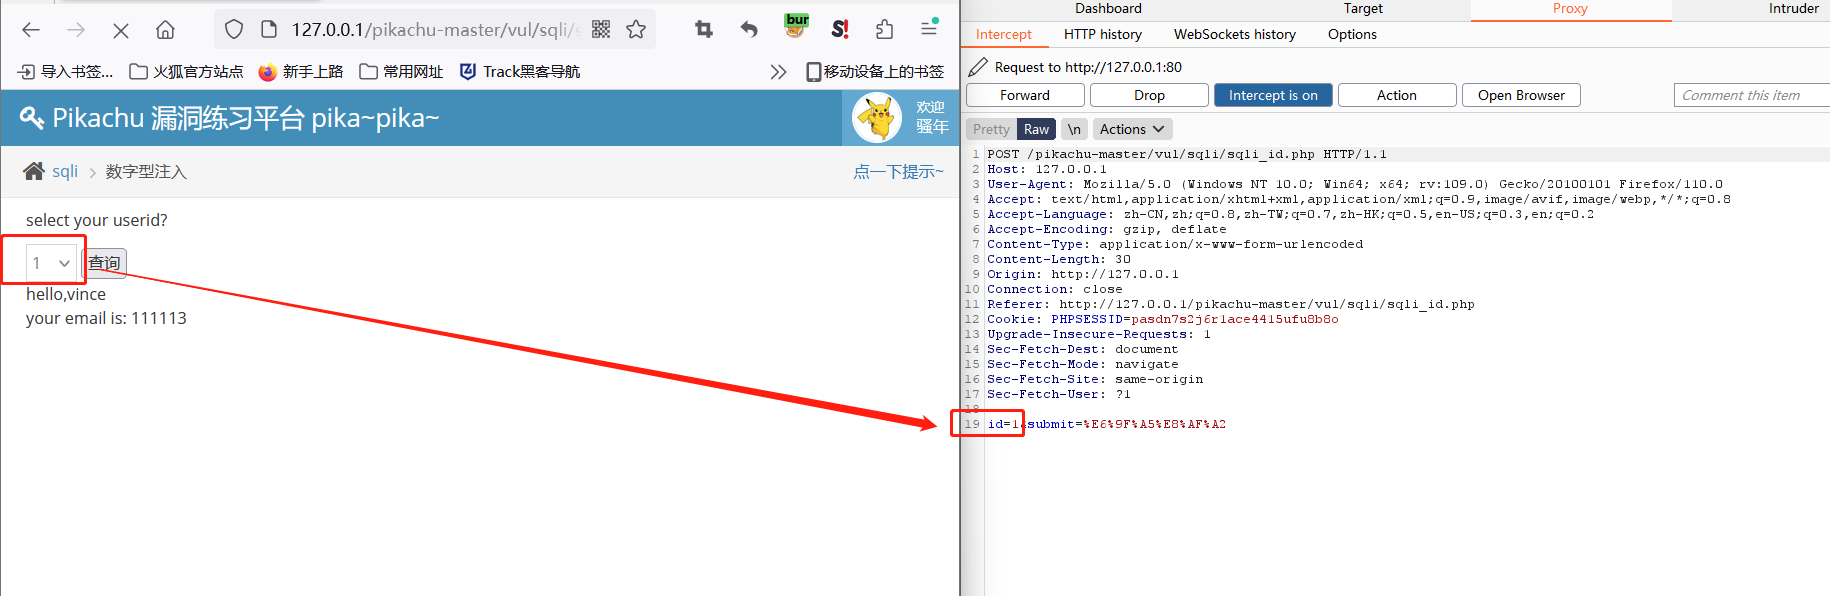 127.0.0.1/pikachu-master/vul/sqli/s
bur
S!
导入书签...
火狐官方站点
新手上路
常用网址
Track黑客导航
移动设备上的书签
Pikachu 漏洞练习平台 pika~pika~
欢迎
骚年
sqli
数字型注入
点一下提示~
select your userid?
1
查询
hello,vince
your email is: 111113
Dashboard
Target
Proxy
Intruder
Intercept
HTTP history
WebSockets history
Options
Request to http://127.0.0.1:80
Forward
Drop
Intercept is on
Action
Open Browser
Comment this item
Pretty
Raw
\n
Actions
1 POST /pikachu-master/vul/sqli/sqli_id.php HTTP/1.1
2 Host: 127.0.0.1
3 User-Agent: Mozilla/5.0 (Windows NT 10.0; Win64; x64; rv:109.0) Gecko/20100101 Firefox/110.0
4 Accept: text/html,application/xhtml+xml,application/xml;q=0.9,image/avif,image/webp,*/*;q=0.8
5 Accept-Language: zh-CN,zh;q=0.8,zh-TW;q=0.7,zh-HK;q=0.5,en-US;q=0.3,en;q=0.2
6 Accept-Encoding: gzip, deflate
7 Content-Type: application/x-www-form-urlencoded
8 Content-Length: 30
9 Origin: http://127.0.0.1
10 Connection: close
11 Referer: http://127.0.0.1/pikachu-master/vul/sqli/sqli_id.php
12 Cookie: PHPSESSID=pasdn7s2j6r1ace4415ufu8b8o
13 Upgrade-Insecure-Requests: 1
14 Sec-Fetch-Dest: document
15 Sec-Fetch-Mode: navigate
16 Sec-Fetch-Site: same-origin
17 Sec-Fetch-User: ?1
18
19 id=1&submit=%E6%9F%A5%E8%AF%A2